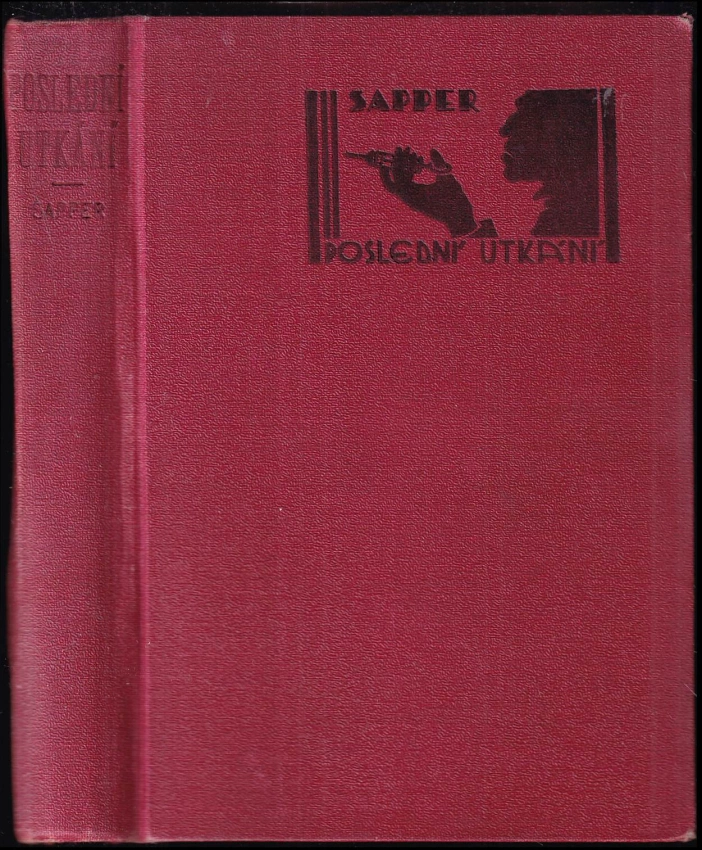 POSLEDNÍ
UTKÁNÍ
SAPPER
SAPPER
POSLEDNÍ UTKÁNÍ